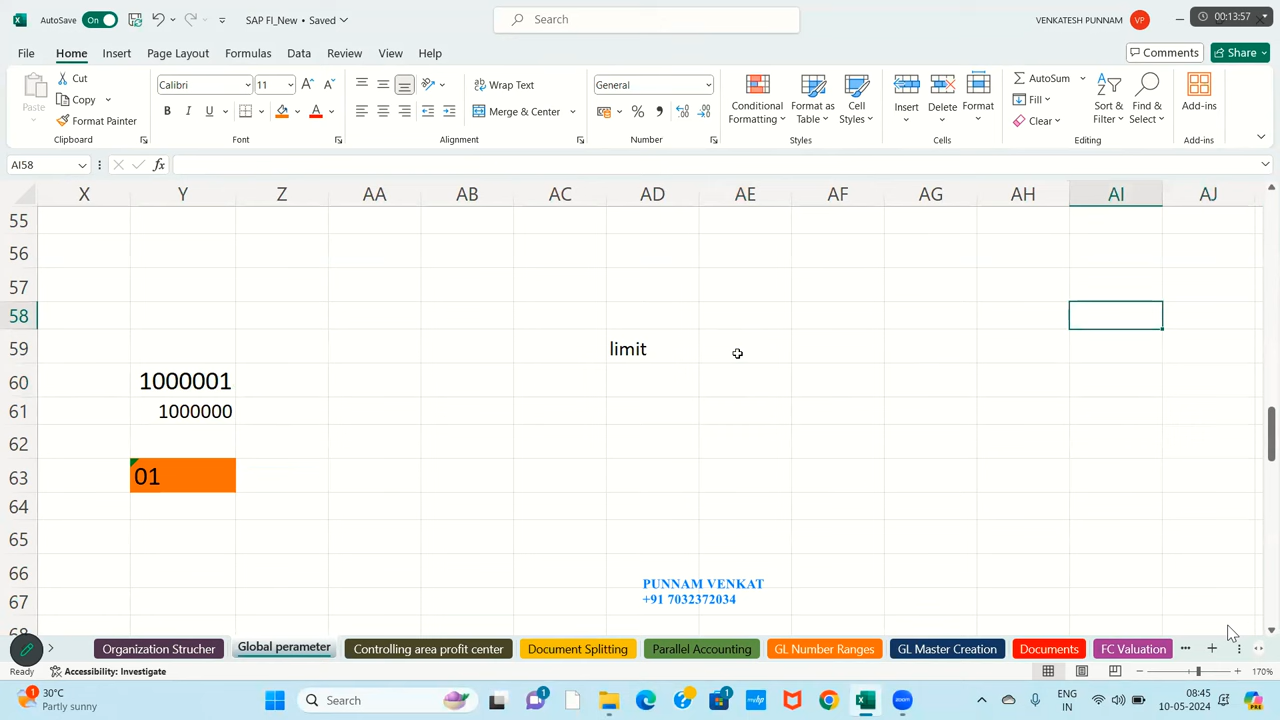 AutoSave On SAP FI_New • Saved Search VENKATESH PUNNAM VP 00:13:57
File Home Insert Page Layout Formulas Data Review View Help Comments Share
Paste Cut Copy Format Painter
Calibri 11
B I U
Wrap Text
Merge & Center
General
Conditional Formatting
Format as Table
Cell Styles
Insert Delete Format
AutoSum Fill Clear
Sort & Filter
Find & Select
Add-ins
Clipboard Font Alignment Number Styles Cells Editing Add-ins
AI58 fx
X Y Z AA AB AC AD AE AF AG AH AI AJ
55
56
57
58
59 limit
60 1000001
61 1000000
62
63 01
64
65
66
67
68
PUNNAM VENKAT
+91 7032372034
Organization Strucher Global perameter Controlling area profit center Document Splitting Parallel Accounting GL Number Ranges GL Master Creation Documents FC Valuation
Ready Accessibility: Investigate 170%
30°C
Partly sunny
Search
ENG
IN
08:45
10-05-2024